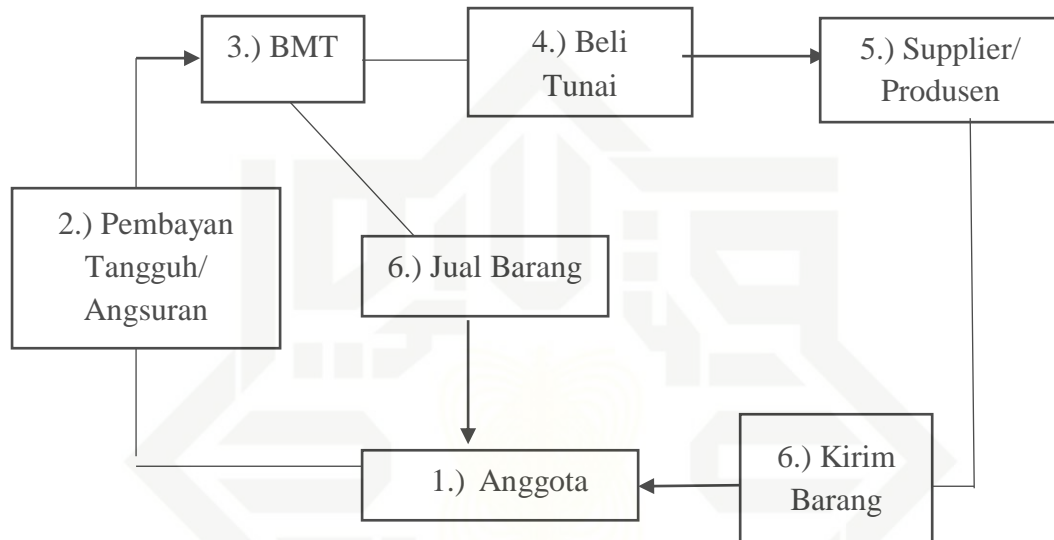 3.) BMT
4.) Beli
Tunai
5.) Supplier/
Produsen
2.) Pembayan
Tangguh/
Angsuran
6.) Jual Barang
1.) Anggota
6.) Kirim
Barang